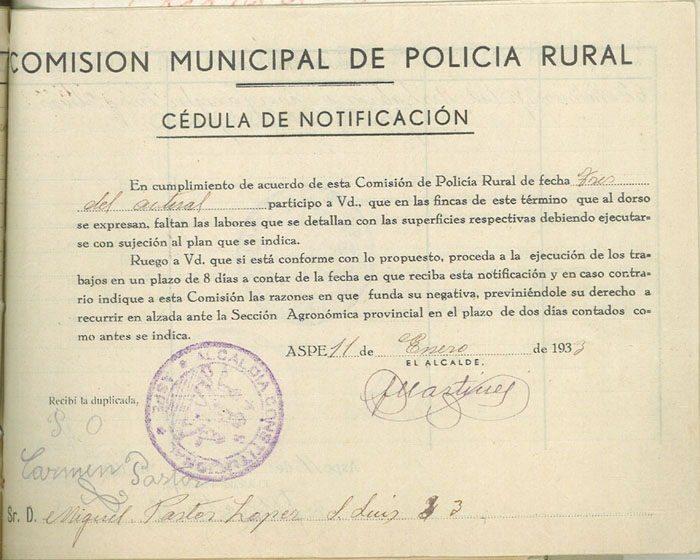 COMISION MUNICIPAL DE POLICIA RURAL
CÉDULA DE NOTIFICACIÓN
En cumplimiento de acuerdo de esta Comisión de Policía Rural de fecha tres
del actual participo a Vd., que en las fincas de este término que al dorso
se expresan, faltan las labores que se detallan con las superficies respectivas debiendo ejecutar-
se con sujeción al plan que se indica.
Ruego a Vd. que si está conforme con lo propuesto, proceda a la ejecución de los tra-
bajos en un plazo de 8 días a contar de la fecha en que reciba esta notificación y en caso contra-
rio indique a esta Comisión las razones en que funda su negativa, previniéndole su derecho a
recurrir en alzada ante la Sección Agronómica provincial en el plazo de dos días contados co-
mo antes se indica.
ASPE 11 de Enero de 1933
EL ALCALDE.
JMartinez
ALCALDIA CONSTITUCIONAL * ASPE *
Recibí la duplicada,
P. O
Carmen Pastor
Sr. D. Miguel Pastor Lopez S. Luis 3